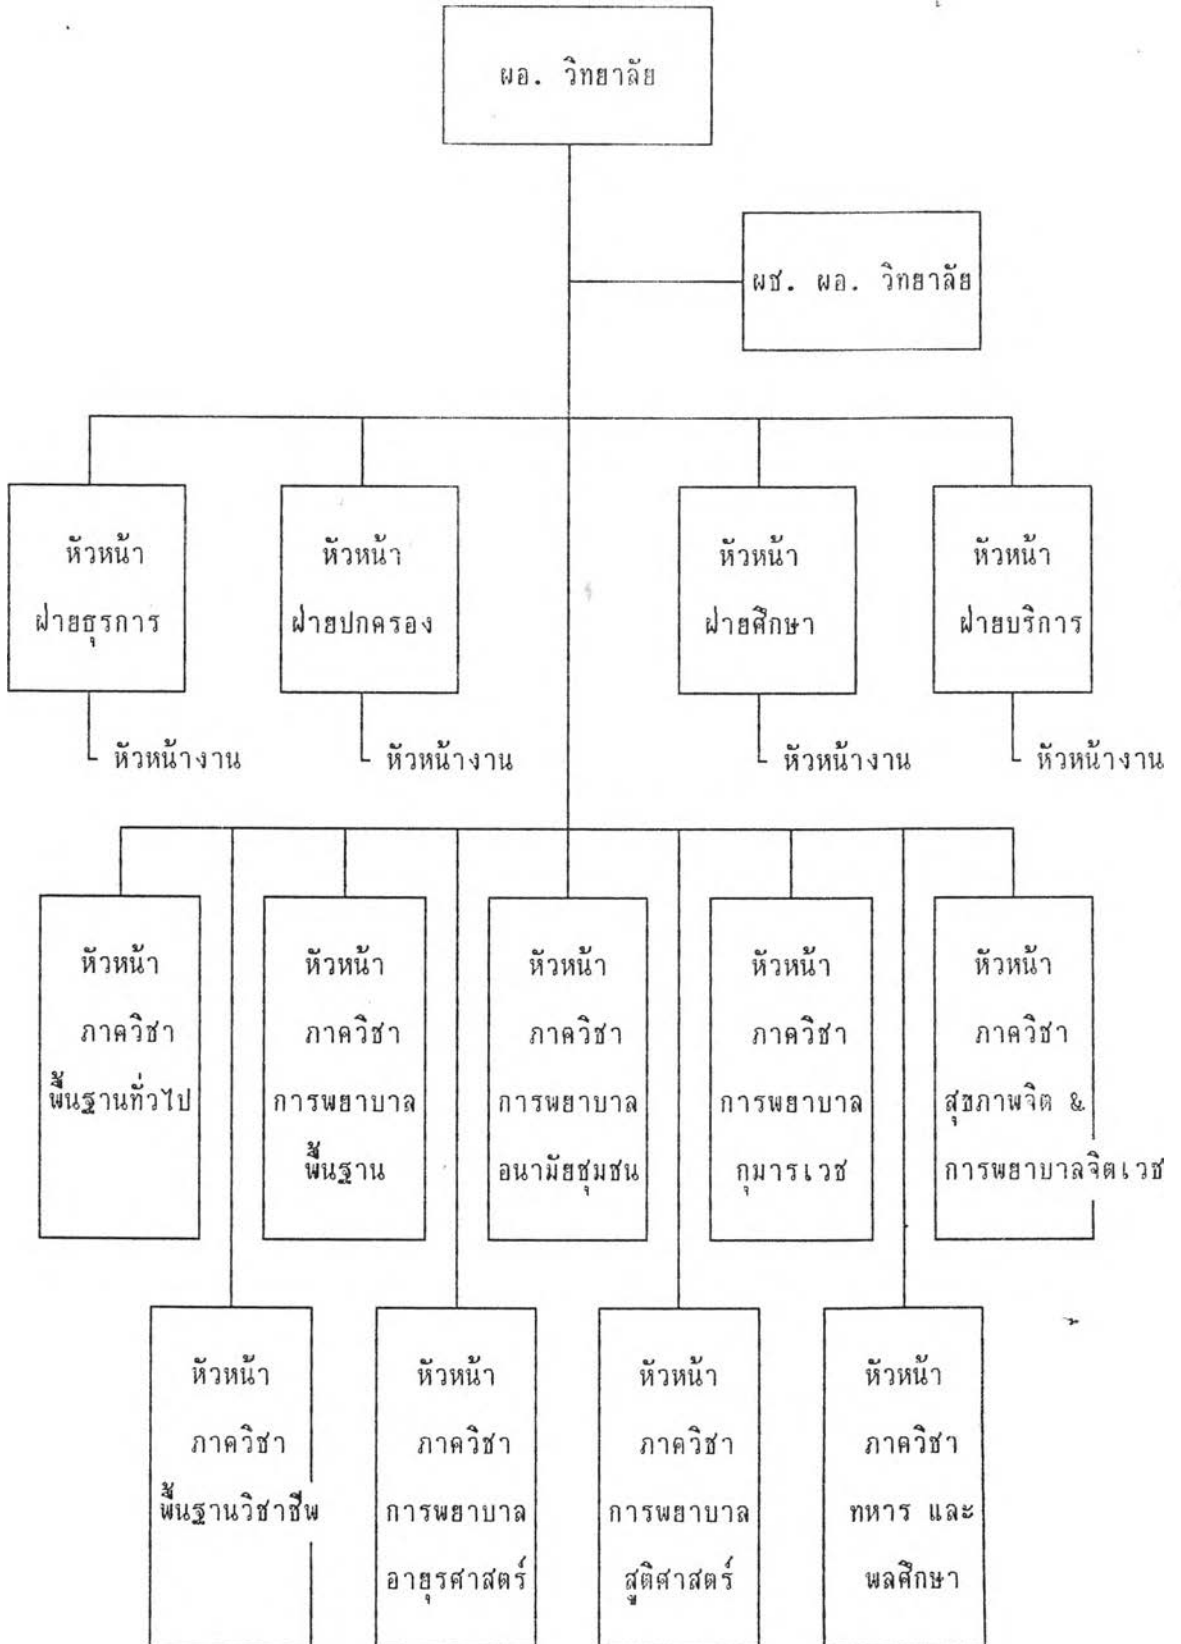 ผอ. วิทยาลัย
ผช. ผอ. วิทยาลัย
หัวหน้า
ฝ่ายธุรการ
หัวหน้า
ฝ่ายปกครอง
หัวหน้า
ฝ่ายศึกษา
หัวหน้า
ฝ่ายบริการ
หัวหน้างาน
หัวหน้างาน
หัวหน้างาน
หัวหน้างาน
หัวหน้า
ภาควิชา
พื้นฐานทั่วไป
หัวหน้า
ภาควิชา
การพยาบาล
พื้นฐาน
หัวหน้า
ภาควิชา
การพยาบาล
อนามัยชุมชน
หัวหน้า
ภาควิชา
การพยาบาล
กุมารเวช
หัวหน้า
ภาควิชา
สุขภาพจิต &
การพยาบาลจิตเวช
หัวหน้า
ภาควิชา
พื้นฐานวิชาชีพ
หัวหน้า
ภาควิชา
การพยาบาล
อายุรศาสตร์
หัวหน้า
ภาควิชา
การพยาบาล
สูติศาสตร์
หัวหน้า
ภาควิชา
ทหาร และ
พลศึกษา